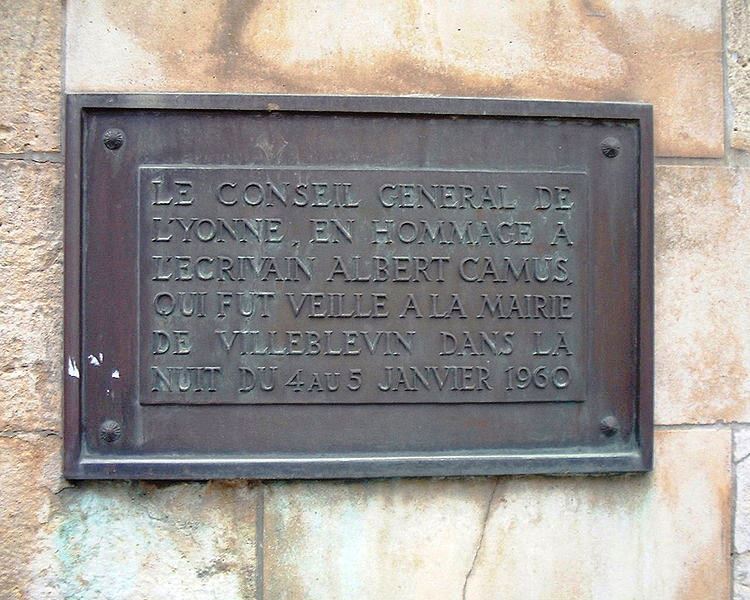 LE CONSEIL GENERAL DE
L'YONNE, EN HOMMAGE A
L'ECRIVAIN ALBERT CAMUS,
QUI FUT VEILLE A LA MAIRIE
DE VILLEBLEVIN DANS LA
NUIT DU 4 AU 5 JANVIER 1960